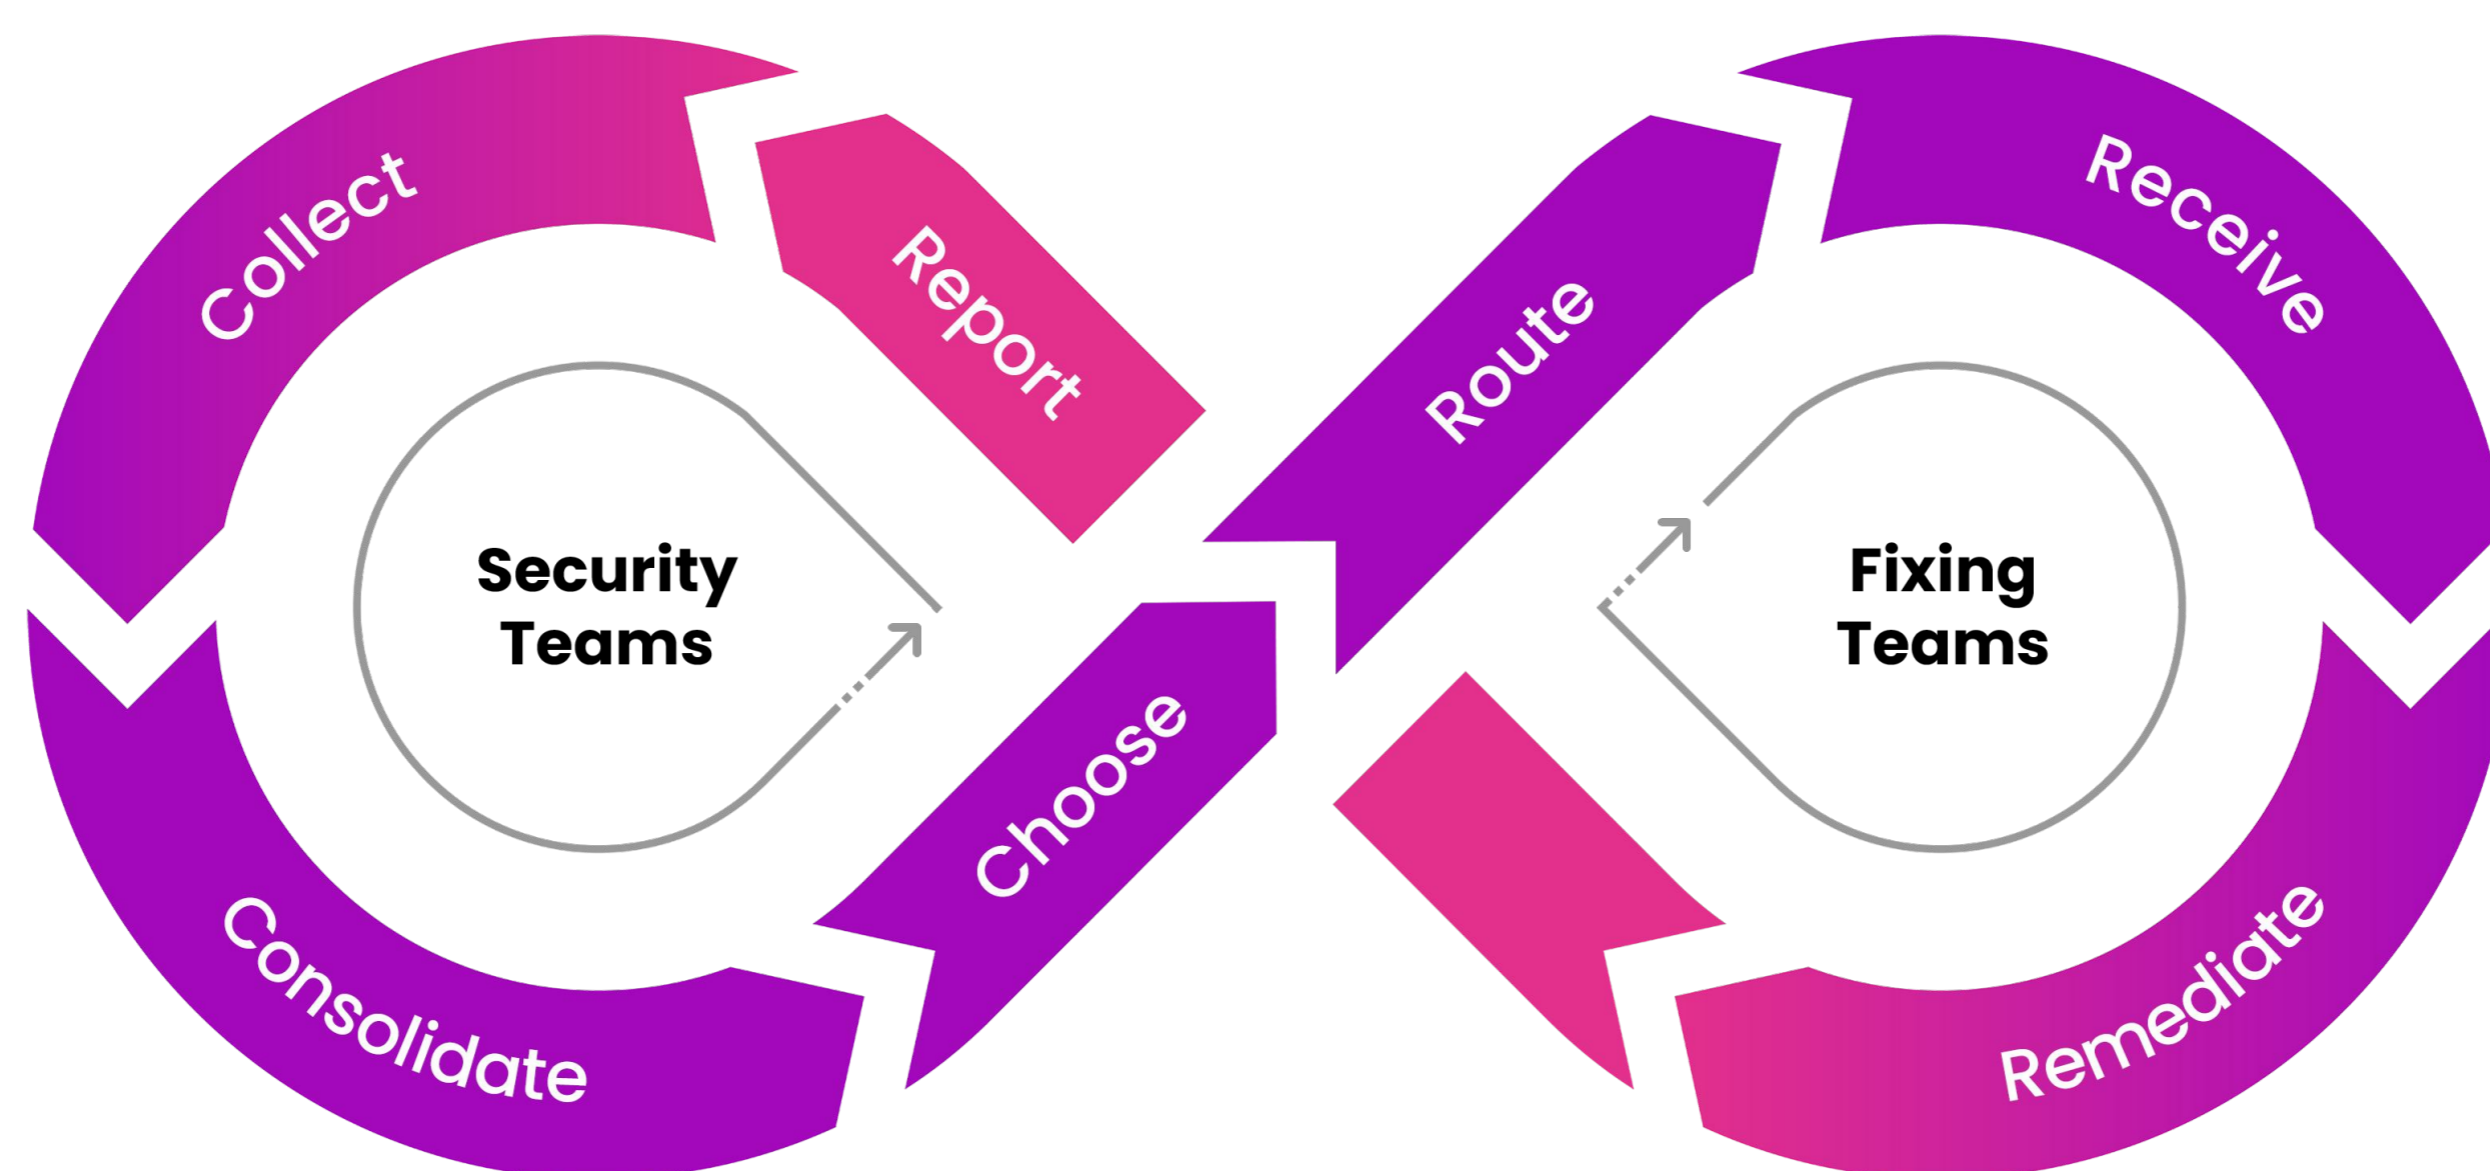 Collect
Report
Route
Receive
Security
Teams
Fixing
Teams
Choose
Consolidate
Remediate